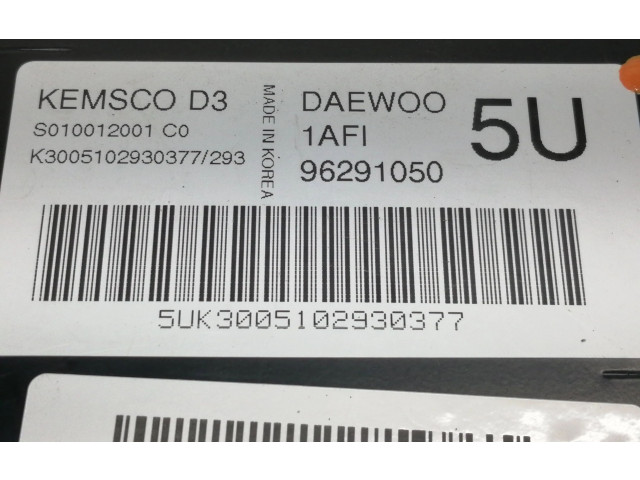 KEMSCO D3
S010012001 C0
K3005102930377/293
MADE IN KOREA
DAEWOO
1AFI
96291050
5U
5UK3005102930377